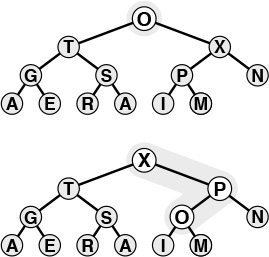 O
T X
G S P N
A E R A I M
X
T P
G S O N
A E R A I M